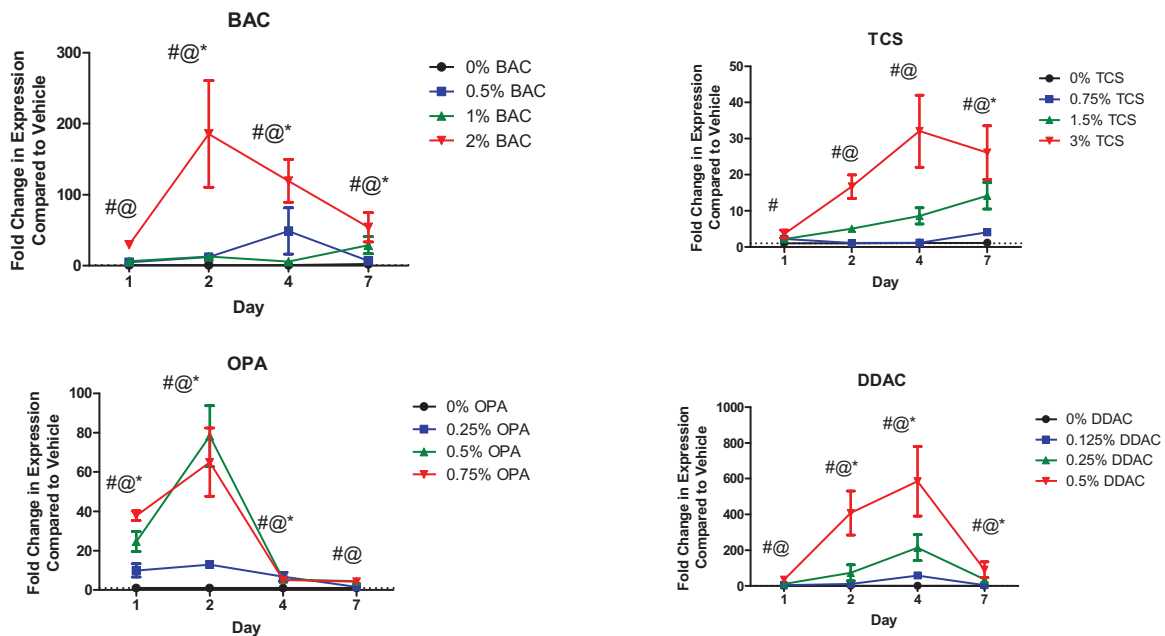 BAC
Fold Change in Expression
Compared to Vehicle
300
200
100
0
#@
#@*
#@*
#@*
1 2 4 7
Day
0% BAC
0.5% BAC
1% BAC
2% BAC
TCS
Fold Change in Expression
Compared to Vehicle
50
40
30
20
10
0
#
#@
#@
#@*
1 2 4 7
Day
0% TCS
0.75% TCS
1.5% TCS
3% TCS
OPA
Fold Change in Expression
Compared to Vehicle
100
80
60
40
20
0
#@*
#@*
#@*
#@
1 2 4 7
Day
0% OPA
0.25% OPA
0.5% OPA
0.75% OPA
DDAC
Fold Change in Expression
Compared to Vehicle
1000
800
600
400
200
0
#@
#@*
#@*
#@*
1 2 4 7
Day
0% DDAC
0.125% DDAC
0.25% DDAC
0.5% DDAC